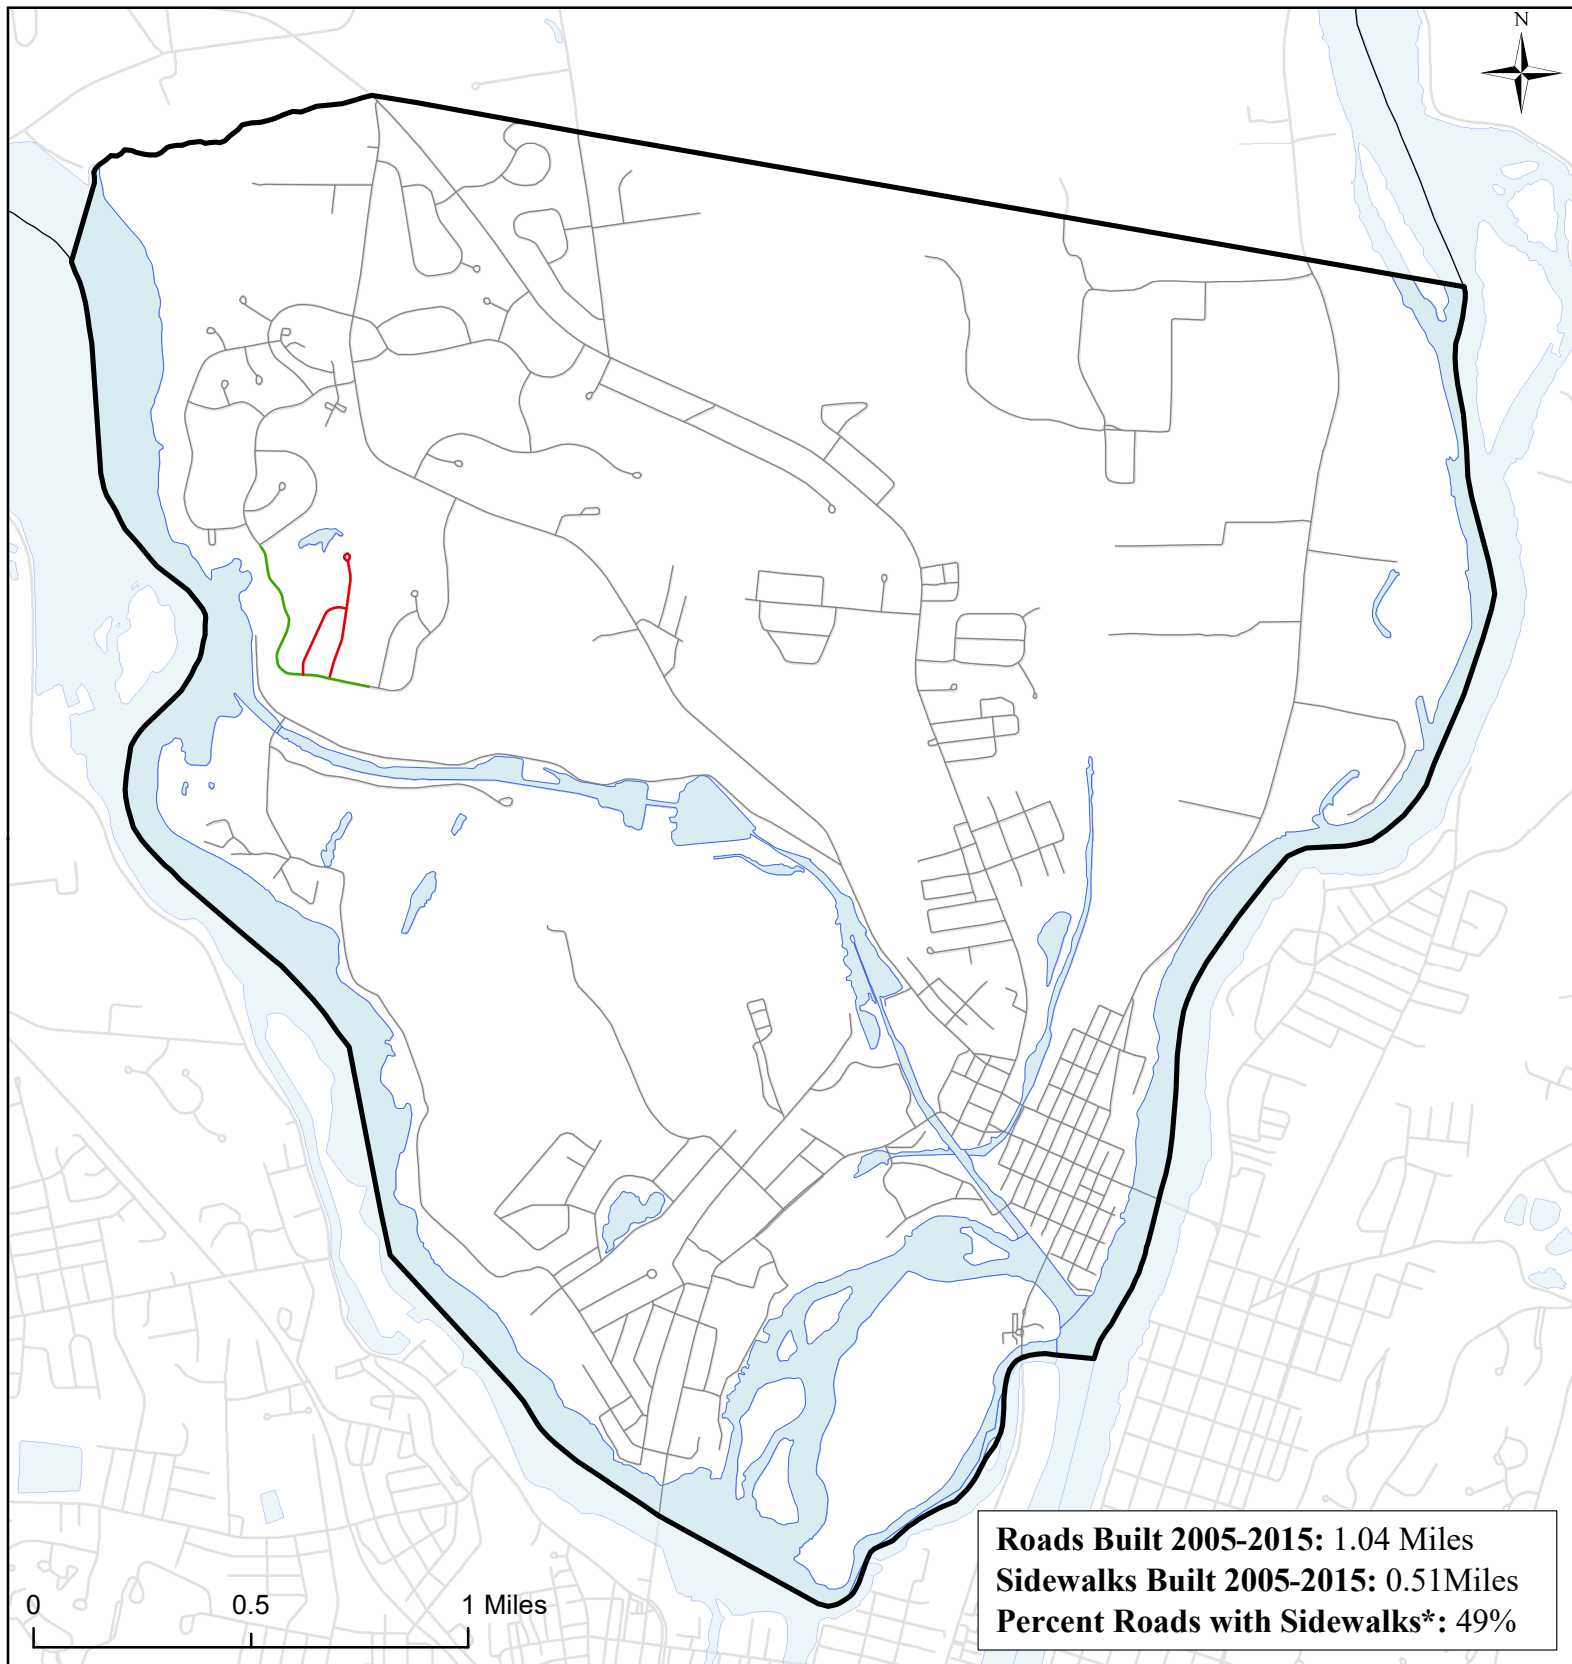 N
Roads Built 2005-2015: 1.04 Miles
Sidewalks Built 2005-2015: 0.51Miles
Percent Roads with Sidewalks*: 49%
0 0.5 1 Miles